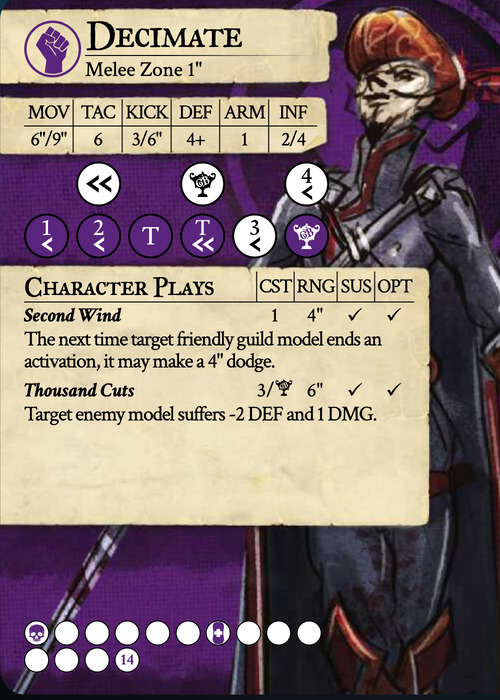 DECIMATE
Melee Zone 1"
MOV TAC KICK DEF ARM INF
6"/9" 6 3/6" 4+ 1 2/4
<< GB 4 <
1 < 2 < T T << 3 < GB
CHARACTER PLAYS CST RNG SUS OPT
Second Wind 1 4" ✓ ✓
The next time target friendly guild model ends an
activation, it may make a 4" dodge.
Thousand Cuts 3/GB 6" ✓ ✓
Target enemy model suffers -2 DEF and 1 DMG.
14